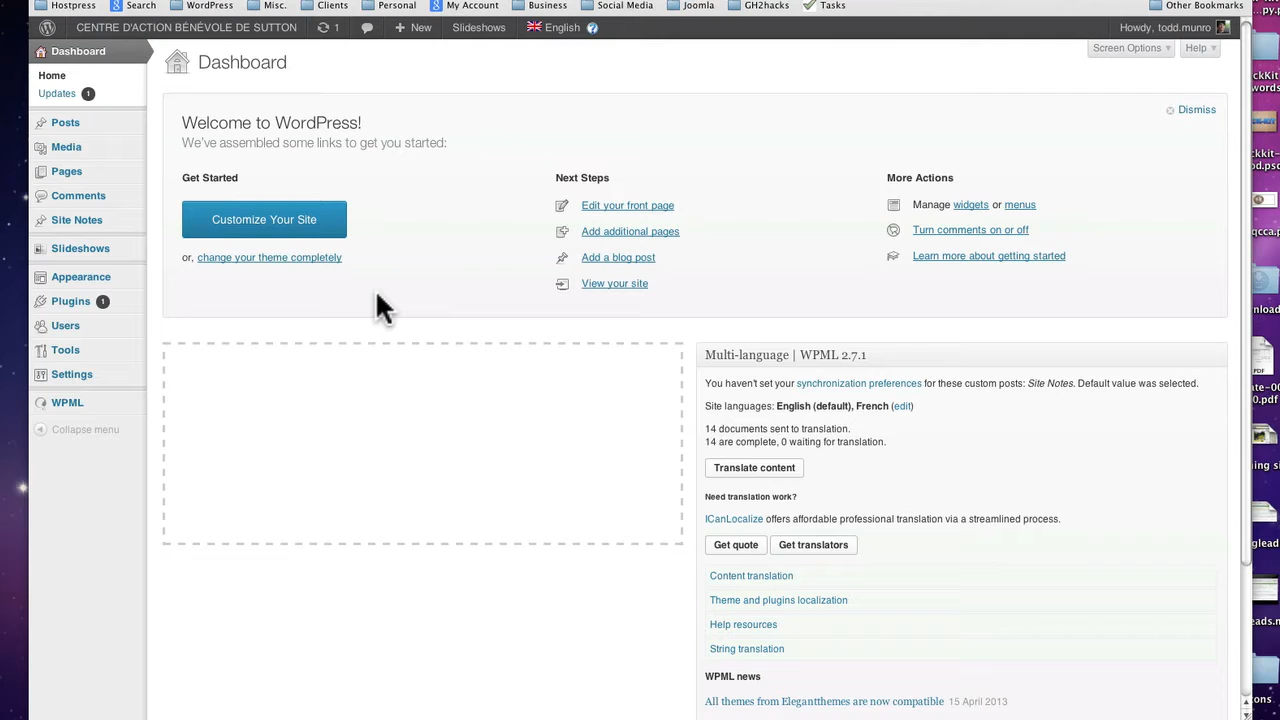 Hostpress Search WordPress Misc. Clients Personal My Account Business Social Media Joomla GH2hacks Tasks Other Bookmarks
CENTRE D'ACTION BÉNÉVOLE DE SUTTON 1 New Slideshows English Howdy, todd.munro
Dashboard
Home
Updates 1
Posts
Media
Pages
Comments
Site Notes
Slideshows
Appearance
Plugins 1
Users
Tools
Settings
WPML
Collapse menu
Dashboard
Screen Options Help
Welcome to WordPress!
We've assembled some links to get you started:
Dismiss
Get Started
Customize Your Site
or, change your theme completely
Next Steps
Edit your front page
Add additional pages
Add a blog post
View your site
More Actions
Manage widgets or menus
Turn comments on or off
Learn more about getting started
Multi-language | WPML 2.7.1
You haven't set your synchronization preferences for these custom posts: Site Notes. Default value was selected.
Site languages: English (default), French (edit)
14 documents sent to translation.
14 are complete, 0 waiting for translation.
Translate content
Need translation work?
ICanLocalize offers affordable professional translation via a streamlined process.
Get quote Get translators
Content translation
Theme and plugins localization
Help resources
String translation
WPML news
All themes from Elegantthemes are now compatible 15 April 2013